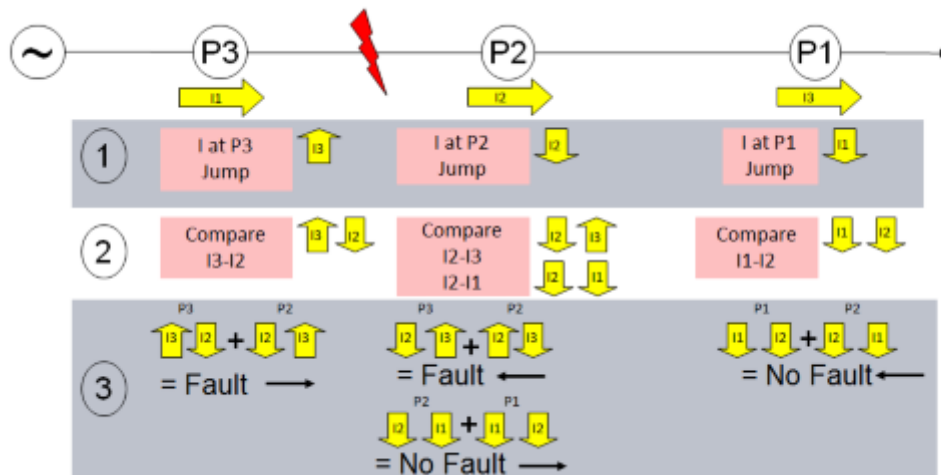 ~ P3 P2 P1
I1 I2 I3
1
I at P3
Jump
I3
I at P2
Jump
I2
I at P1
Jump
I1
2
Compare
I3-I2
I3 I2
Compare
I2-I3
I2-I1
I2 I3
I2 I1
Compare
I1-I2
I1 I2
3
P3 P2
I3 I2 + I2 I3
= Fault
P3 P2
I2 I3 + I2 I3
= Fault
P2 P1
I2 I1 + I1 I2
= No Fault
P1 P2
I1 I2 + I2 I1
= No Fault